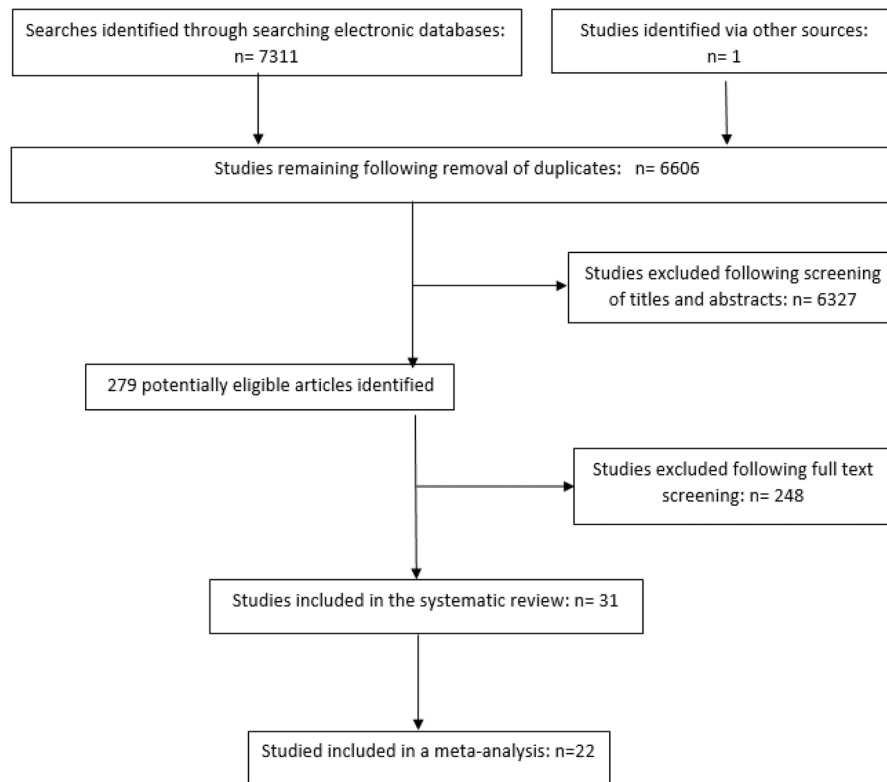 Searches identified through searching electronic databases:
n= 7311
Studies identified via other sources:
n= 1
Studies remaining following removal of duplicates:   n= 6606
Studies excluded following screening
of titles and abstracts: n= 6327
279 potentially eligible articles identified
Studies excluded following full text
screening: n= 248
Studies included in the systematic review: n= 31
Studied included in a meta-analysis: n=22